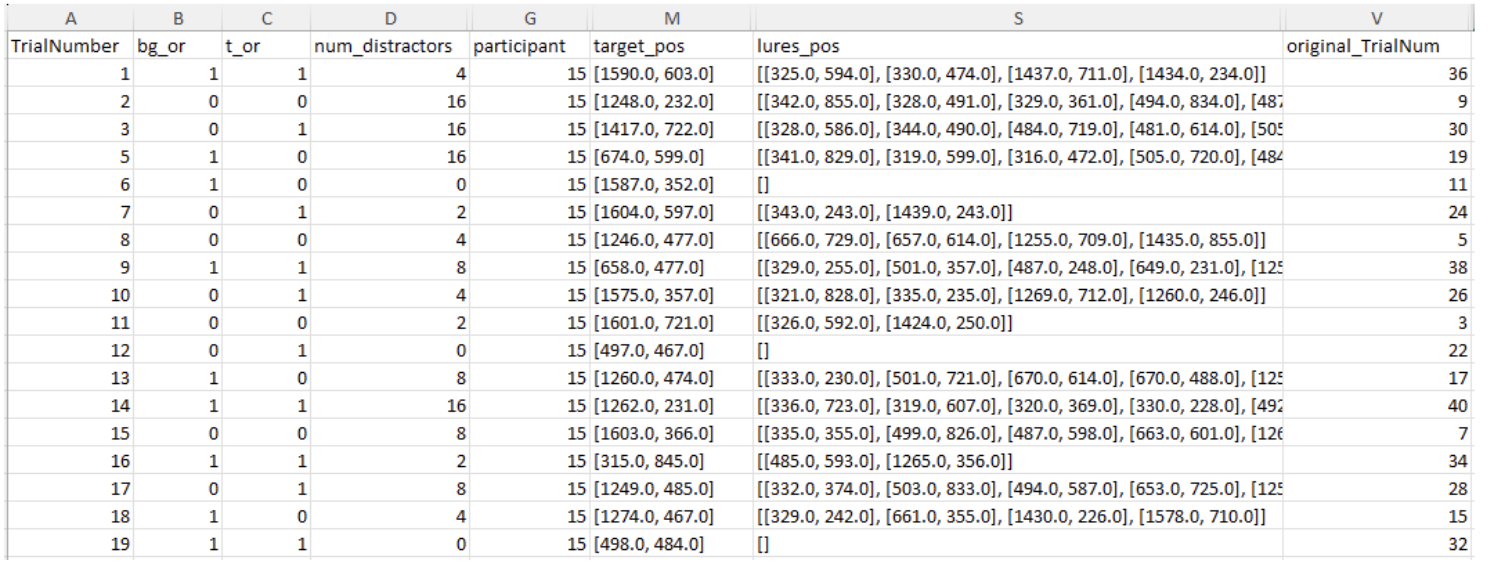 A B C D G M S V
TrialNumber bg_or t_or num_distractors participant target_pos lures_pos original_TrialNum
1 1 1 4 15 [1590.0, 603.0] [[325.0, 594.0], [330.0, 474.0], [1437.0, 711.0], [1434.0, 234.0]] 36
2 0 0 16 15 [1248.0, 232.0] [[342.0, 855.0], [328.0, 491.0], [329.0, 361.0], [494.0, 834.0], [487 9
3 0 1 16 15 [1417.0, 722.0] [[328.0, 586.0], [344.0, 490.0], [484.0, 719.0], [481.0, 614.0], [505 30
5 1 0 16 15 [674.0, 599.0] [[341.0, 829.0], [319.0, 599.0], [316.0, 472.0], [505.0, 720.0], [484 19
6 1 0 0 15 [1587.0, 352.0] [] 11
7 0 1 2 15 [1604.0, 597.0] [[343.0, 243.0], [1439.0, 243.0]] 24
8 0 0 4 15 [1246.0, 477.0] [[666.0, 729.0], [657.0, 614.0], [1255.0, 709.0], [1435.0, 855.0]] 5
9 1 1 8 15 [658.0, 477.0] [[329.0, 255.0], [501.0, 357.0], [487.0, 248.0], [649.0, 231.0], [125 38
10 0 1 4 15 [1575.0, 357.0] [[321.0, 828.0], [335.0, 235.0], [1269.0, 712.0], [1260.0, 246.0]] 26
11 0 0 2 15 [1601.0, 721.0] [[326.0, 592.0], [1424.0, 250.0]] 3
12 0 1 0 15 [497.0, 467.0] [] 22
13 1 0 8 15 [1260.0, 474.0] [[333.0, 230.0], [501.0, 721.0], [670.0, 614.0], [670.0, 488.0], [125 17
14 1 1 16 15 [1262.0, 231.0] [[336.0, 723.0], [319.0, 607.0], [320.0, 369.0], [330.0, 228.0], [492 40
15 0 0 8 15 [1603.0, 366.0] [[335.0, 355.0], [499.0, 826.0], [487.0, 598.0], [663.0, 601.0], [126 7
16 1 1 2 15 [315.0, 845.0] [[485.0, 593.0], [1265.0, 356.0]] 34
17 0 1 8 15 [1249.0, 485.0] [[332.0, 374.0], [503.0, 833.0], [494.0, 587.0], [653.0, 725.0], [125 28
18 1 0 4 15 [1274.0, 467.0] [[329.0, 242.0], [661.0, 355.0], [1430.0, 226.0], [1578.0, 710.0]] 15
19 1 1 0 15 [498.0, 484.0] [] 32